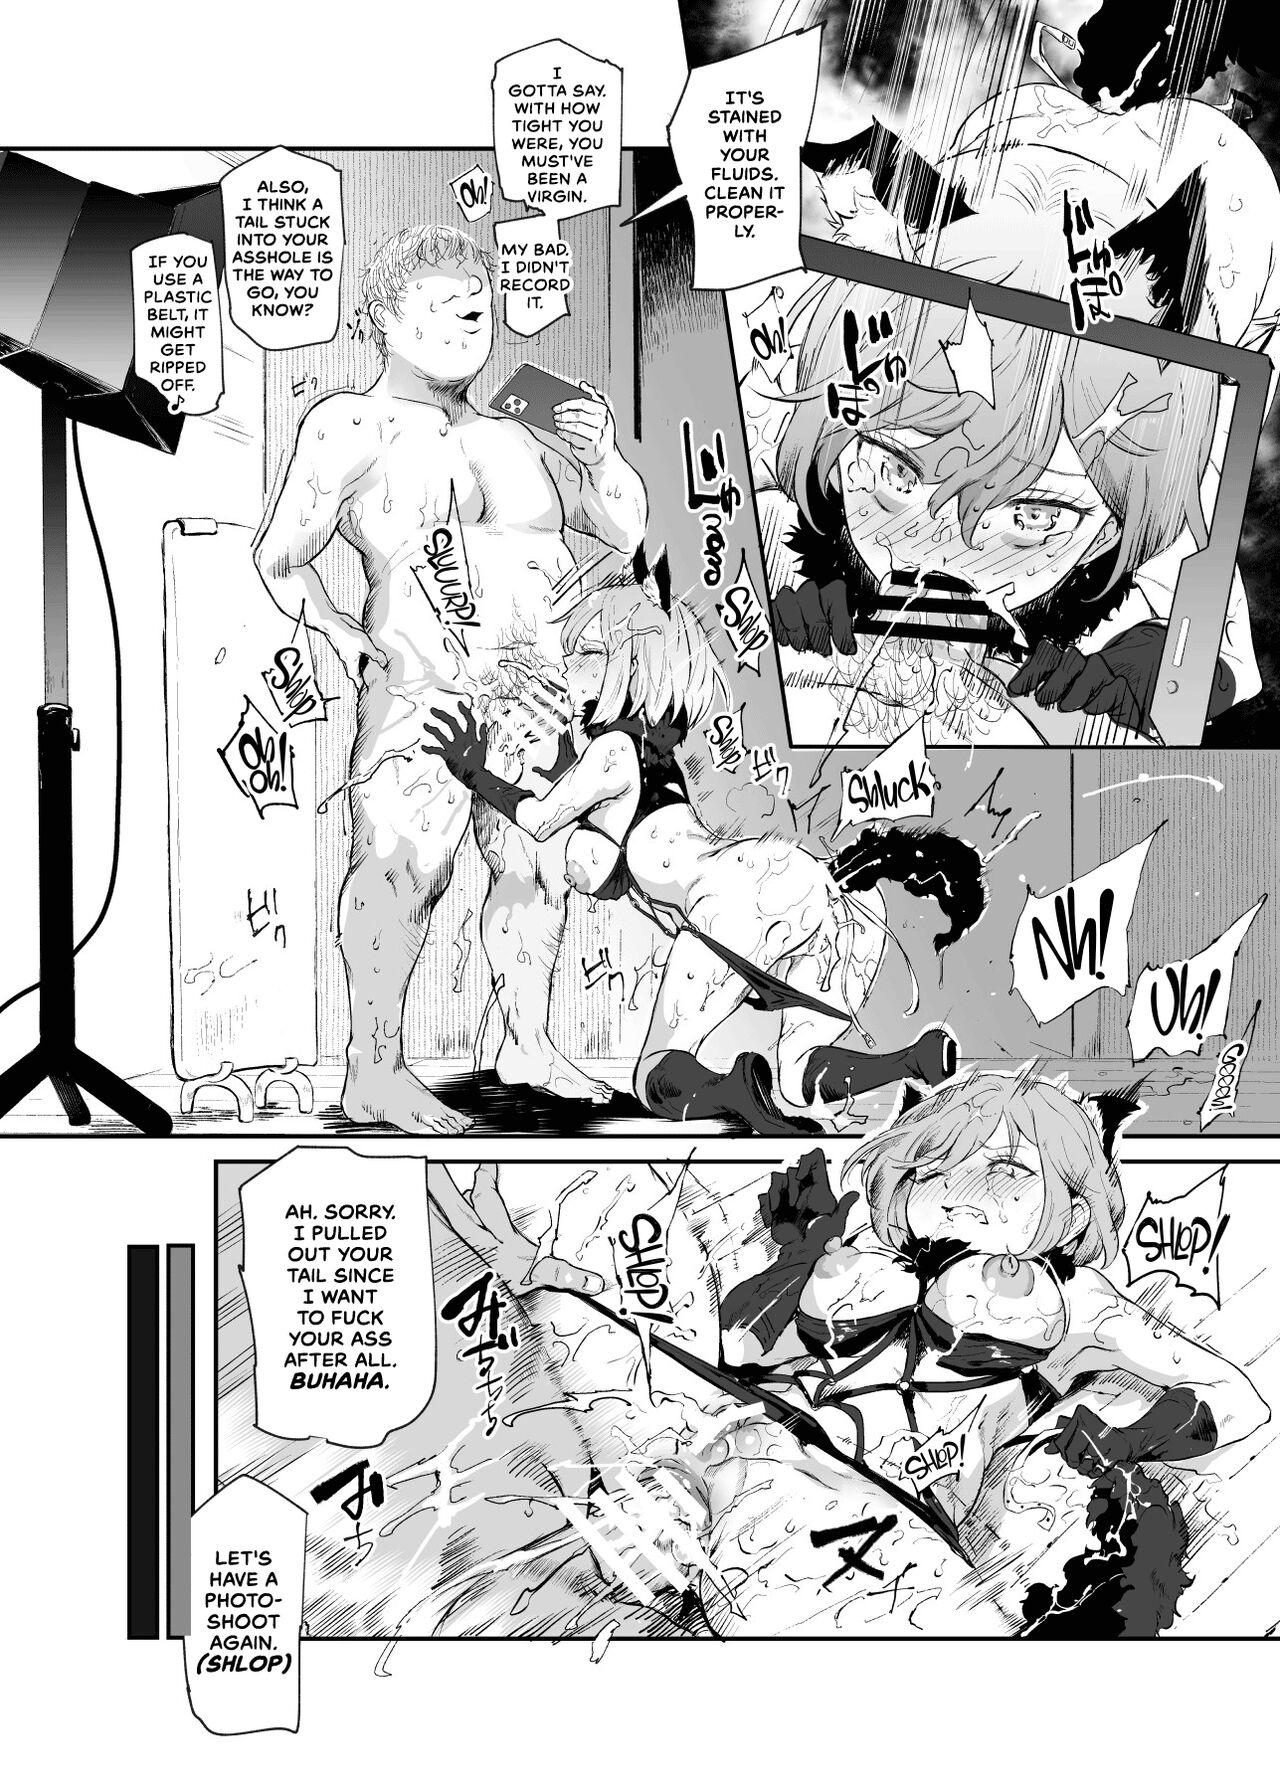 IT'S
STAINED
WITH
YOUR
FLUIDS.
CLEAN IT
PROPER-
LY.
Oh!
I
GOTTA SAY.
WITH HOW
TIGHT YOU
WERE, YOU
MUST'VE
BEEN A
VIRGIN.
MY BAD.
I DIDN'T
RECORD
IT.
Oh!
ALSO,
I THINK A
TAIL STUCK
INTO YOUR
ASSHOLE IS
THE WAY TO
GO, YOU
KNOW?
IF YOU
USE A
PLASTIC
BELT, IT
MIGHT
GET
RIPPED
OFF.
♪
SLUURP!
SHLOP
SHLOP
SHLOP
Oh
Oh!
Shluck
Nh!
Uh!
SHLOP!
SHLOP!
SHLOP!
AH. SORRY.
I PULLED
OUT YOUR
TAIL SINCE
I WANT
TO FUCK
YOUR ASS
AFTER ALL.
BUHAHA.
LET'S
HAVE A
PHOTO-
SHOOT
AGAIN.
(SHLOP)